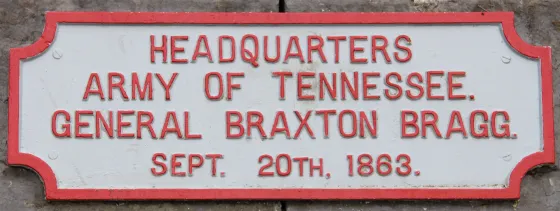 HEADQUARTERS
ARMY OF TENNESSEE.
GENERAL BRAXTON BRAGG.
SEPT. 20TH, 1863.